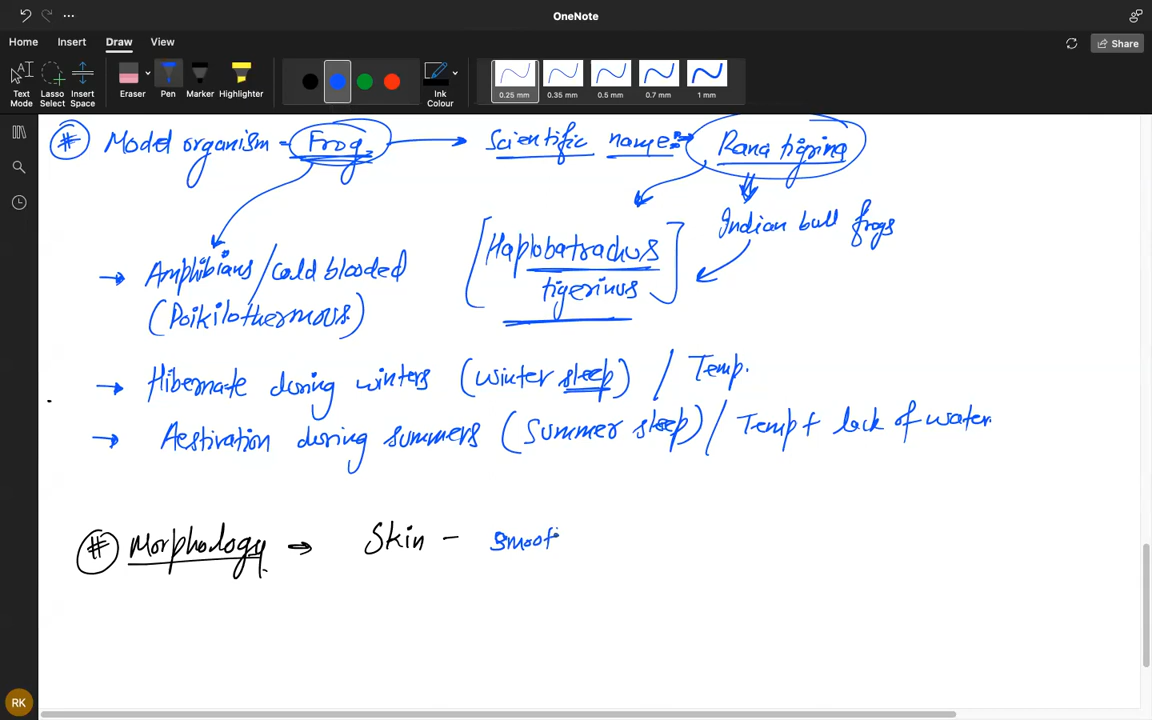 OneNote
Home Insert Draw View
Share
Text Mode
Lasso Select
Insert Space
Eraser
Pen
Marker
Highlighter
Ink Colour
0.25 mm
0.35 mm
0.5 mm
0.7 mm
1 mm
# Model organism - Frog → Scientific name:- Rana tigrina
Indian bull frogs
[Haplobatrachus tigerinus]
→ Amphibians / Cold blooded
(Poikilothermous)
→ Hibernate during winters (winter sleep) / Temp.
→ Aestivation during summers (Summer sleep) / Temp + lack of water.
# Morphology → Skin - Smoot
RK